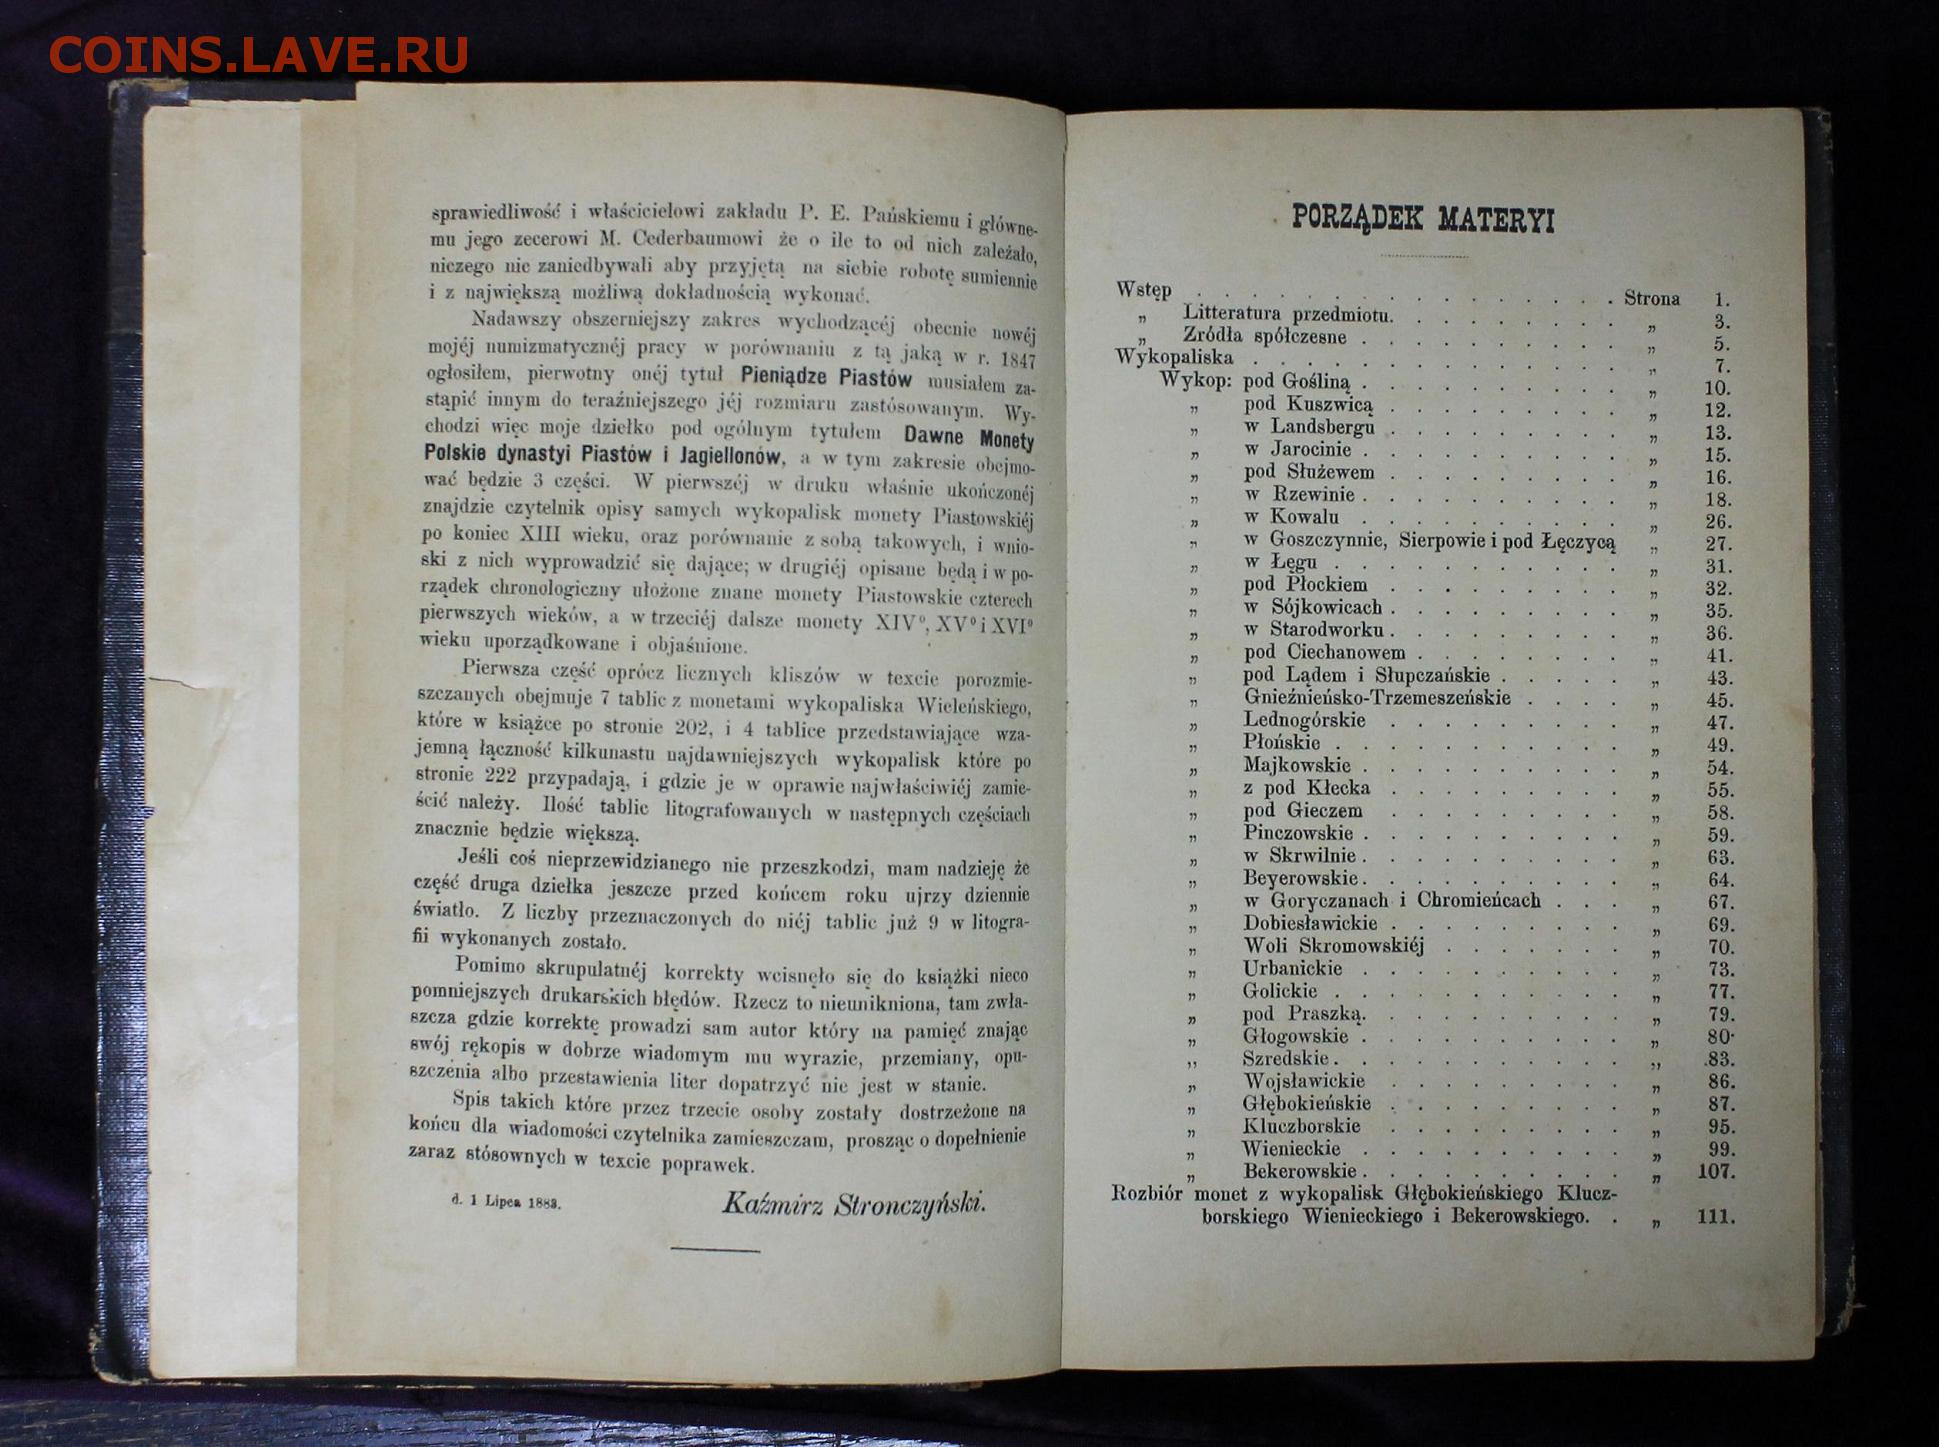 COINS.LAVE.RU
sprawiedliwość i właścicielowi zakładu P. E. Pańskiemu i główne-
mu jego zecerowi M. Cederbaumowi że o ile to od nich zależało,
niczego nie zaniedbywali aby przyjętą na siebie robotę sumiennie
i z największą możliwą dokładnością wykonać.
Nadawszy obszerniejszy zakres wychodzącéj obecnie nowéj
mojéj numizmatycznéj pracy w porównaniu z tą jaką w r. 1847
ogłosiłem, pierwotny onéj tytuł Pieniądze Piastów musiałem za-
stąpić innym do teraźniejszego jéj rozmiaru zastósowanym. Wy-
chodzi więc moje dziełko pod ogólnym tytułem Dawne Monety
Polskie dynastyi Piastów i Jagiellonów, a w tym zakresie obejmo-
wać będzie 3 części. W pierwszéj w druku właśnie ukończonéj
znajdzie czytelnik opisy samych wykopalisk monety Piastowskiéj
po koniec XIII wieku, oraz porównanie z sobą takowych, i wnio-
ski z nich wyprowadzić się dające; w drugiéj opisane będą i w po-
rządek chronologiczny ułożone znane monety Piastowskie czterech
pierwszych wieków, a w trzeciéj dalsze monety XIVº, XVº i XVIº
wieku uporządkowane i objaśnione.
Pierwsza część oprócz licznych kliszów w texcie porozmie-
szczanych obejmuje 7 tablic z monetami wykopaliska Wieleńskiego,
które w książce po stronie 202, i 4 tablice przedstawiające wza-
jemną łączność kilkunastu najdawniejszych wykopalisk które po
stronie 222 przypadają, i gdzie je w oprawie najwłaściwiéj zamie-
ścić należy. Ilość tablic litografowanych w następnych częściach
znacznie będzie większą.
Jeśli coś nieprzewidzianego nie przeszkodzi, mam nadzieję że
część druga dziełka jeszcze przed końcem roku ujrzy dziennie
światło. Z liczby przeznaczonych do niéj tablic już 9 w litogra-
fii wykonanych zostało.
Pomimo skrupulatnéj korrekty wcisnęło się do książki nieco
pomniejszych drukarskich błędów. Rzecz to nieunikniona, tam zwła-
szcza gdzie korrektę prowadzi sam autor który na pamięć znając
swój rękopis w dobrze wiadomym mu wyrazie, przemiany, opu-
szczenia albo przestawienia liter dopatrzyć nie jest w stanie.
Spis takich które przez trzecie osoby zostały dostrzeżone na
końcu dla wiadomości czytelnika zamieszczam, prosząc o dopełnienie
zaraz stósownych w texcie poprawek.
d. 1 Lipca 1883. Kaźmirz Stronczyński.
PORZĄDEK MATERYI
Wstęp . . . . Strona 1.
„ Litteratura przedmiotu. . . . „ 3.
„ Zródła spółczesne . . . . „ 5.
Wykopaliska . . . . „ 7.
Wykop: pod Gośliną . . . . „ 10.
„ pod Kuszwicą . . . . „ 12.
„ w Landsbergu . . . . „ 13.
„ w Jarocinie . . . . „ 15.
„ pod Służewem . . . . „ 16.
„ w Rzewinie . . . . „ 18.
„ w Kowalu . . . . „ 26.
„ w Goszczynnie, Sierpowie i pod Łęczycą „ 27.
„ w Łęgu . . . . „ 31.
„ pod Płockiem . . . . „ 32.
„ w Sójkowicach . . . . „ 35.
„ w Starodworku . . . . „ 36.
„ pod Ciechanowem . . . . „ 41.
„ pod Lądem i Słupczańskie . . . . „ 43.
„ Gnieźnieńsko-Trzemeszeńskie . . . . „ 45.
„ Lednogórskie . . . . „ 47.
„ Płońskie . . . . „ 49.
„ Majkowskie . . . . „ 54.
„ z pod Kłecka . . . . „ 55.
„ pod Gieczem . . . . „ 58.
„ Pinczowskie . . . . „ 59.
„ w Skrwilnie . . . . „ 63.
„ Beyerowskie . . . . „ 64.
„ w Goryczanach i Chromieńcach . . . „ 67.
„ Dobiesławickie . . . . „ 69.
„ Woli Skromowskiéj . . . . „ 70.
„ Urbanickie . . . . „ 73.
„ Golickie . . . . „ 77.
„ pod Praszką. . . . „ 79.
„ Głogowskie . . . . „ 80.
„ Szredskie . . . . „ 83.
„ Wojsławickie . . . . „ 86.
„ Głębokieńskie . . . . „ 87.
„ Kluczborskie . . . . „ 95.
„ Wienieckie . . . . „ 99.
„ Bekerowskie . . . . „ 107.
Rozbiór monet z wykopalisk Głębokieńskiego Klucz-
borskiego Wienieckiego i Bekerowskiego. . „ 111.